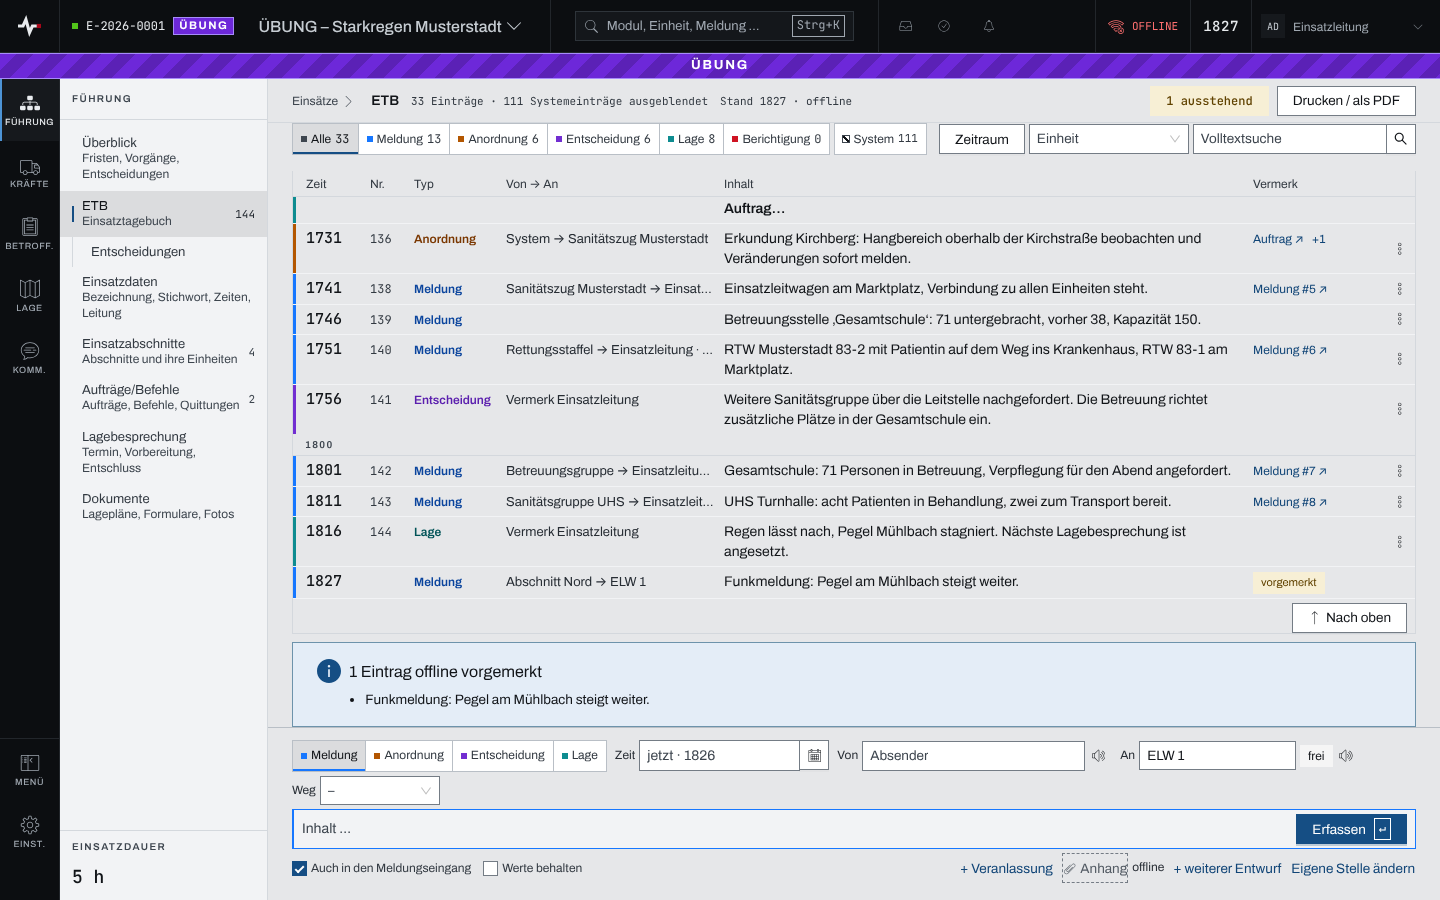 E-2026-0001 ÜBUNG ÜBUNG – Starkregen Musterstadt Modul, Einheit, Meldung ... Strg+K OFFLINE 1827 AD Einsatzleitung
ÜBUNG
FÜHRUNG
KRÄFTE
BETROFF.
LAGE
KOMM.
MENÜ
EINST.
FÜHRUNG
Überblick
Fristen, Vorgänge,
Entscheidungen
ETB
Einsatztagebuch 144
Entscheidungen
Einsatzdaten
Bezeichnung, Stichwort, Zeiten,
Leitung
Einsatzabschnitte
Abschnitte und ihre Einheiten 4
Aufträge/Befehle
Aufträge, Befehle, Quittungen 2
Lagebesprechung
Termin, Vorbereitung,
Entschluss
Dokumente
Lagepläne, Formulare, Fotos
EINSATZDAUER
5 h
Einsätze ETB 33 Einträge · 111 Systemeinträge ausgeblendet Stand 1827 · offline 1 ausstehend Drucken / als PDF
Alle 33 Meldung 13 Anordnung 6 Entscheidung 6 Lage 8 Berichtigung 0 System 111 Zeitraum Einheit Volltextsuche
Zeit Nr. Typ Von → An Inhalt Vermerk
Auftrag...
1731 136 Anordnung System → Sanitätszug Musterstadt Erkundung Kirchberg: Hangbereich oberhalb der Kirchstraße beobachten und Auftrag ↗ +1
Veränderungen sofort melden.
1741 138 Meldung Sanitätszug Musterstadt → Einsat... Einsatzleitwagen am Marktplatz, Verbindung zu allen Einheiten steht. Meldung #5 ↗
1746 139 Meldung Betreuungsstelle ‚Gesamtschule‘: 71 untergebracht, vorher 38, Kapazität 150.
1751 140 Meldung Rettungsstaffel → Einsatzleitung · ... RTW Musterstadt 83-2 mit Patientin auf dem Weg ins Krankenhaus, RTW 83-1 am Meldung #6 ↗
Marktplatz.
1756 141 Entscheidung Vermerk Einsatzleitung Weitere Sanitätsgruppe über die Leitstelle nachgefordert. Die Betreuung richtet
zusätzliche Plätze in der Gesamtschule ein.
1800
1801 142 Meldung Betreuungsgruppe → Einsatzleitu... Gesamtschule: 71 Personen in Betreuung, Verpflegung für den Abend angefordert. Meldung #7 ↗
1811 143 Meldung Sanitätsgruppe UHS → Einsatzleit... UHS Turnhalle: acht Patienten in Behandlung, zwei zum Transport bereit. Meldung #8 ↗
1816 144 Lage Vermerk Einsatzleitung Regen lässt nach, Pegel Mühlbach stagniert. Nächste Lagebesprechung ist
angesetzt.
1827 Meldung Abschnitt Nord → ELW 1 Funkmeldung: Pegel am Mühlbach steigt weiter. vorgemerkt
↑ Nach oben
1 Eintrag offline vorgemerkt
• Funkmeldung: Pegel am Mühlbach steigt weiter.
Meldung Anordnung Entscheidung Lage Zeit jetzt · 1826 Von Absender An ELW 1 frei
Weg –
Inhalt ... Erfassen ↵
Auch in den Meldungseingang Werte behalten + Veranlassung Anhang offline + weiterer Entwurf Eigene Stelle ändern